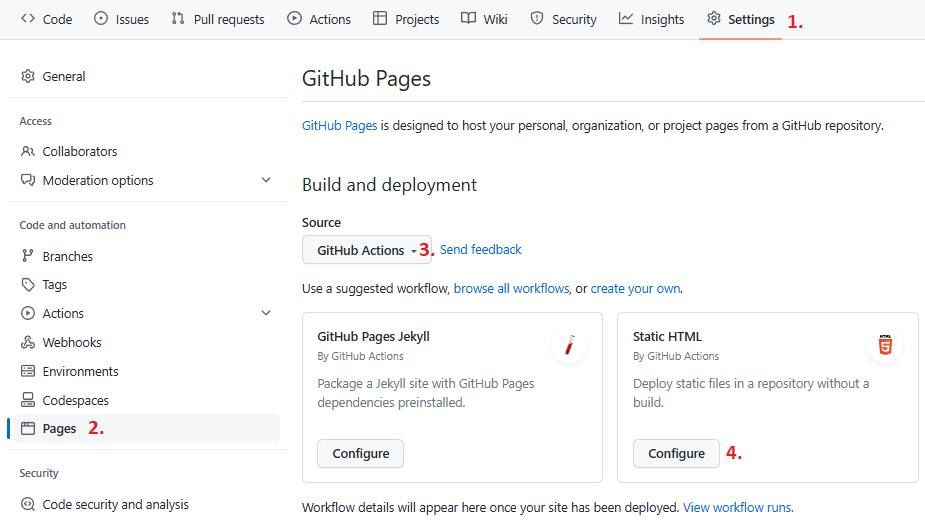 Code Issues Pull requests Actions Projects Wiki Security Insights Settings 1.
General
Access
Collaborators
Moderation options
Code and automation
Branches
Tags
Actions
Webhooks
Environments
Codespaces
Pages 2.
Security
Code security and analysis
GitHub Pages
GitHub Pages is designed to host your personal, organization, or project pages from a GitHub repository.
Build and deployment
Source
GitHub Actions 3. Send feedback
Use a suggested workflow, browse all workflows, or create your own.
GitHub Pages Jekyll
By GitHub Actions
Package a Jekyll site with GitHub Pages
dependencies preinstalled.
Configure
Static HTML
By GitHub Actions
Deploy static files in a repository without a
build.
HTML
5
Configure 4.
Workflow details will appear here once your site has been deployed. View workflow runs.